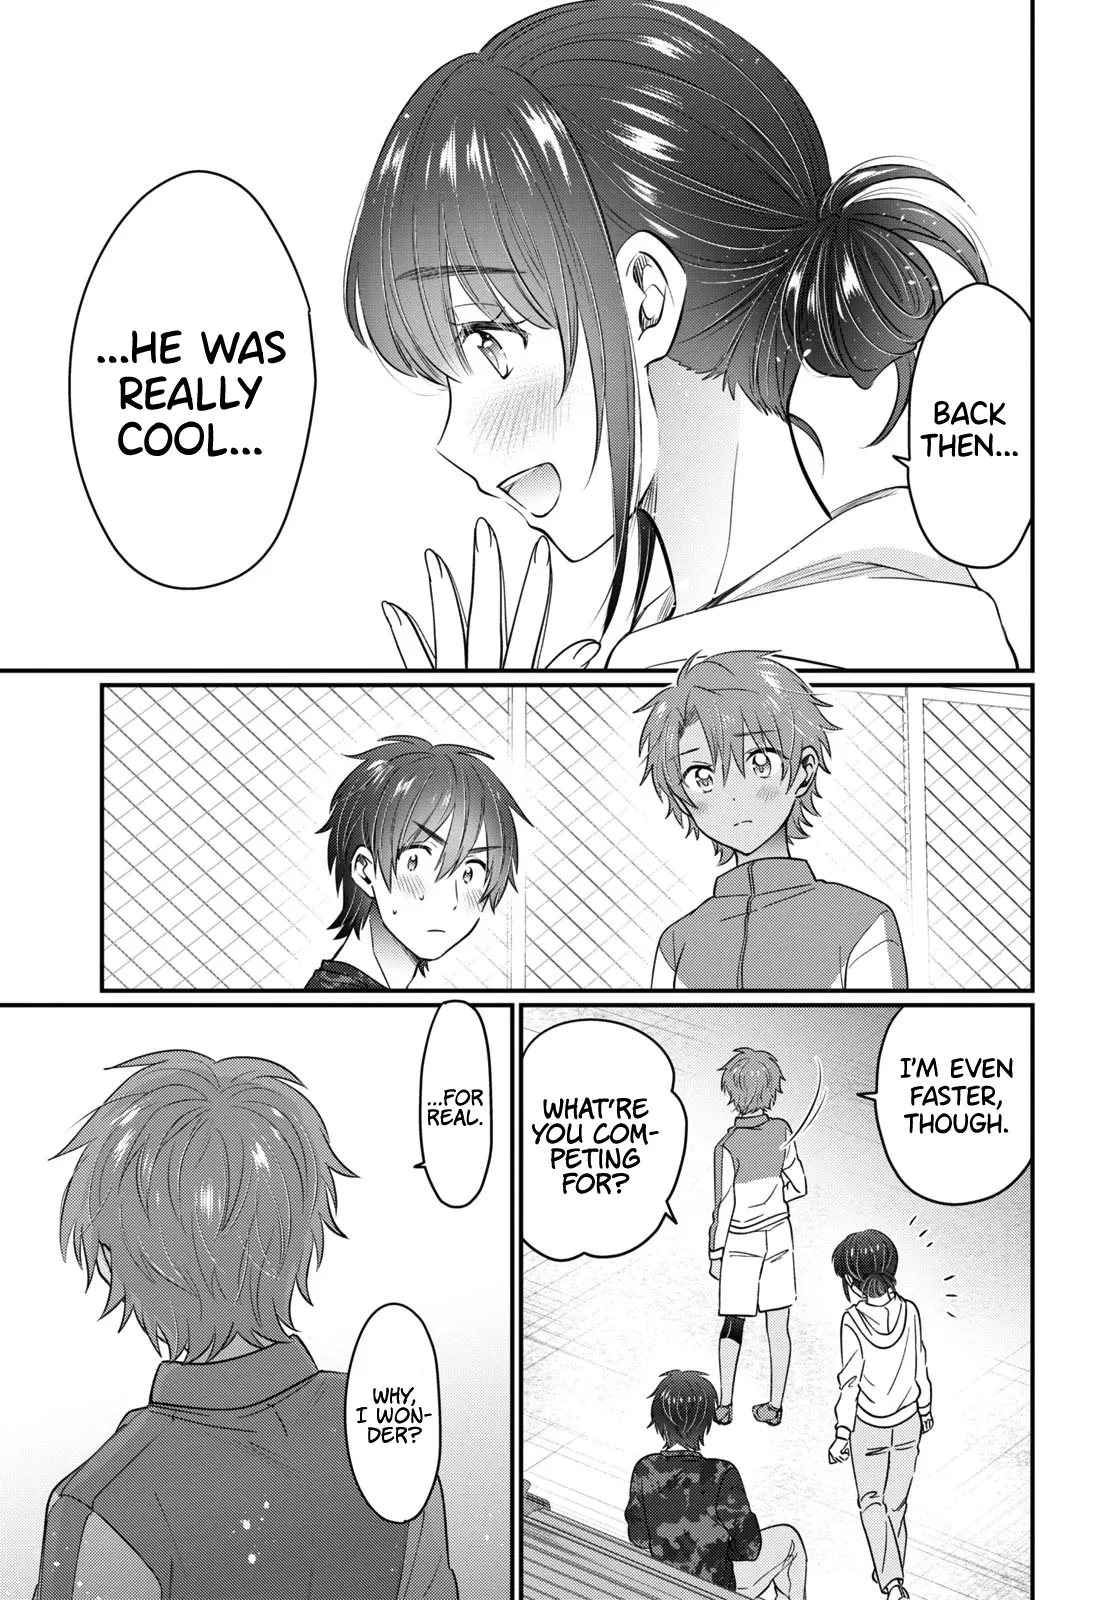 BACK
THEN...
...HE WAS
REALLY
COOL...
I'M EVEN
FASTER,
THOUGH.
WHAT'RE
YOU COM-
PETING
FOR?
...FOR
REAL.
WHY,
I WON-
DER?